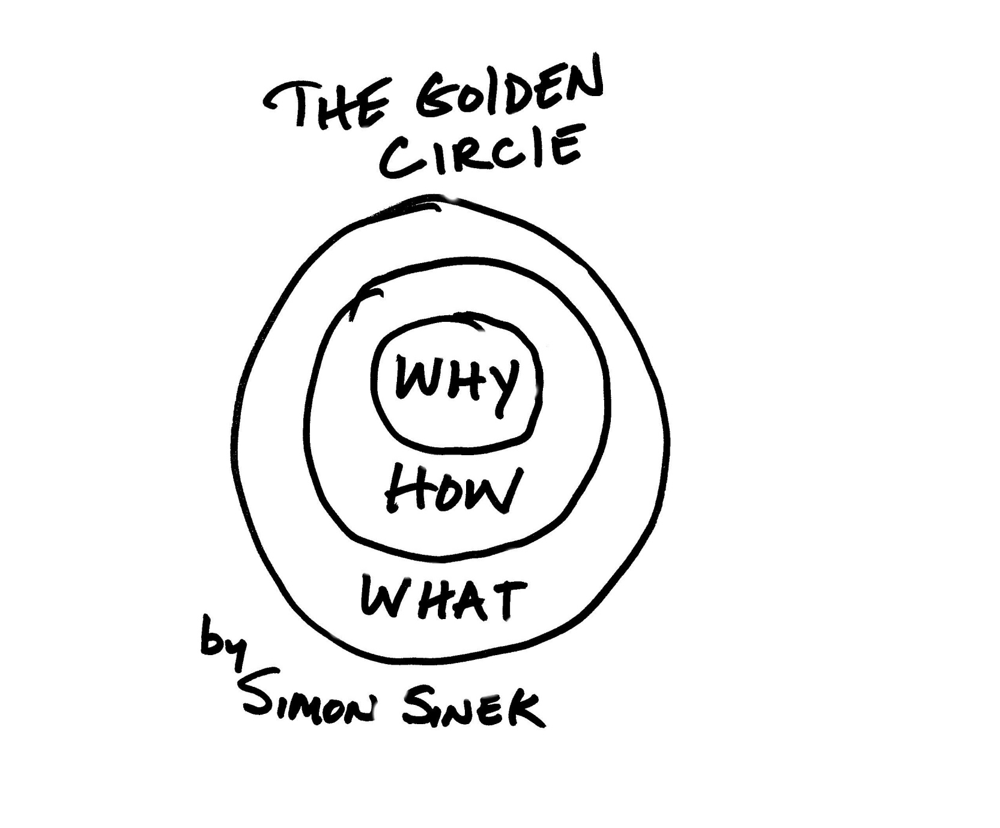 THE GOlDEN
CIRClE
WHY
HOW
WHAT
by
SIMON SINEK